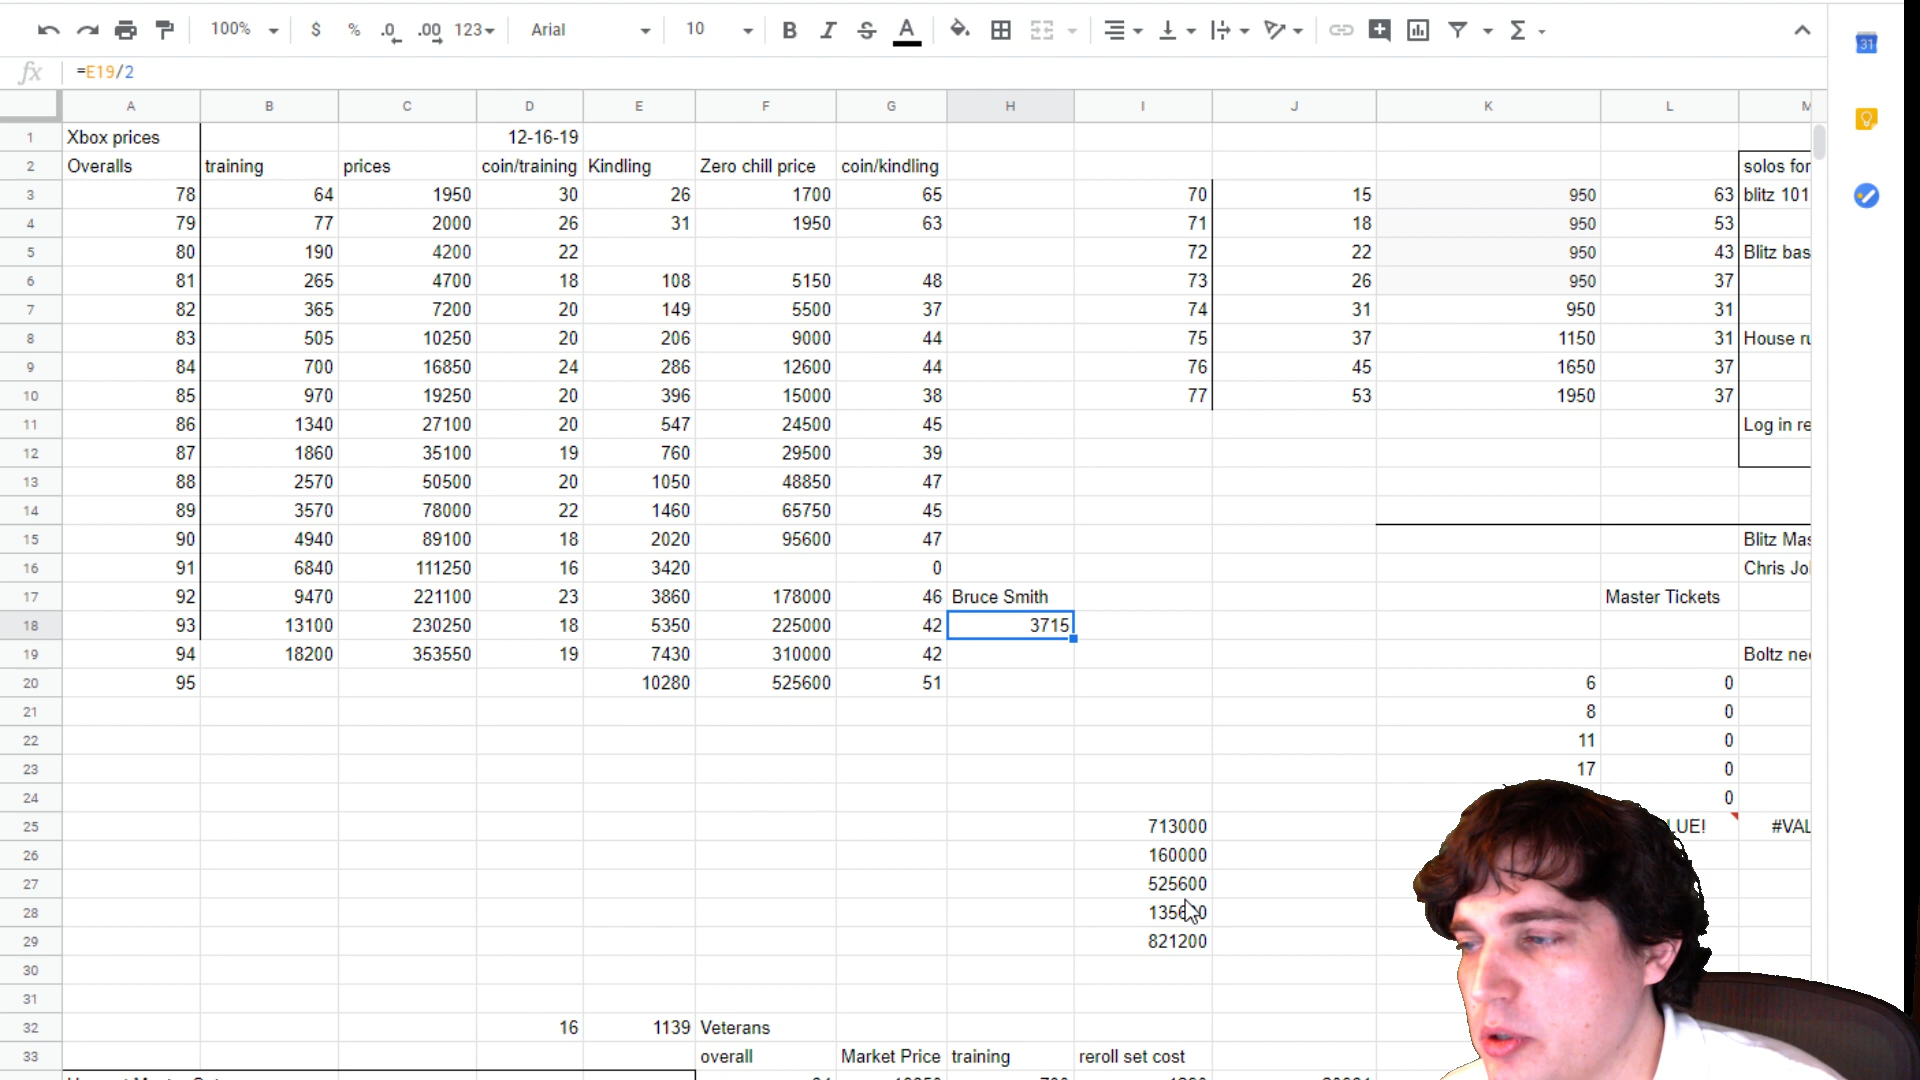 100% $ % .0 .00 123 Arial 10 B I S A Σ 31
fx =E19/2
A B C D E F G H I J K L M
1 Xbox prices 12-16-19
2 Overalls training prices coin/training Kindling Zero chill price coin/kindling solos for
3 78 64 1950 30 26 1700 65 70 15 950 63 blitz 101
4 79 77 2000 26 31 1950 63 71 18 950 53
5 80 190 4200 22 72 22 950 43 Blitz bas
6 81 265 4700 18 108 5150 48 73 26 950 37
7 82 365 7200 20 149 5500 37 74 31 950 31
8 83 505 10250 20 206 9000 44 75 37 1150 31 House ru
9 84 700 16850 24 286 12600 44 76 45 1650 37
10 85 970 19250 20 396 15000 38 77 53 1950 37
11 86 1340 27100 20 547 24500 45 Log in re
12 87 1860 35100 19 760 29500 39
13 88 2570 50500 20 1050 48850 47
14 89 3570 78000 22 1460 65750 45
15 90 4940 89100 18 2020 95600 47 Blitz Mas
16 91 6840 111250 16 3420 0 Chris Jo
17 92 9470 221100 23 3860 178000 46 Bruce Smith Master Tickets
18 93 13100 230250 18 5350 225000 42 3715
19 94 18200 353550 19 7430 310000 42 Boltz nee
20 95 10280 525600 51 6 0
21 8 0
22 11 0
23 17 0
24 0
25 713000 LUE! #VAL
26 160000
27 525600
28
29 821200
30
31
32 16 1139 Veterans
33 overall Market Price training reroll set cost